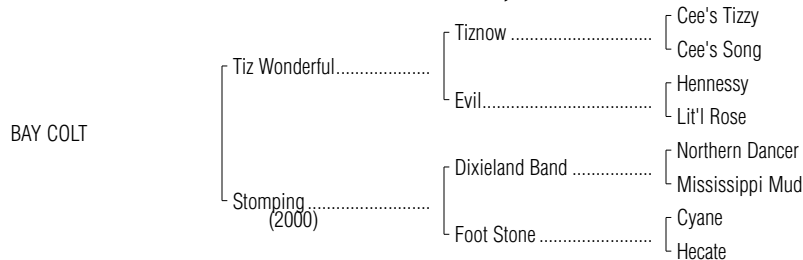 Cee's Tizzy
Tiznow ..............................
Cee's Song
Tiz Wonderful....................
Hennessy
Evil....................................
Lit'l Rose
BAY COLT
Northern Dancer
Dixieland Band .................
Mississippi Mud
Stomping..........................
(2000)
Cyane
Foot Stone ........................
Hecate